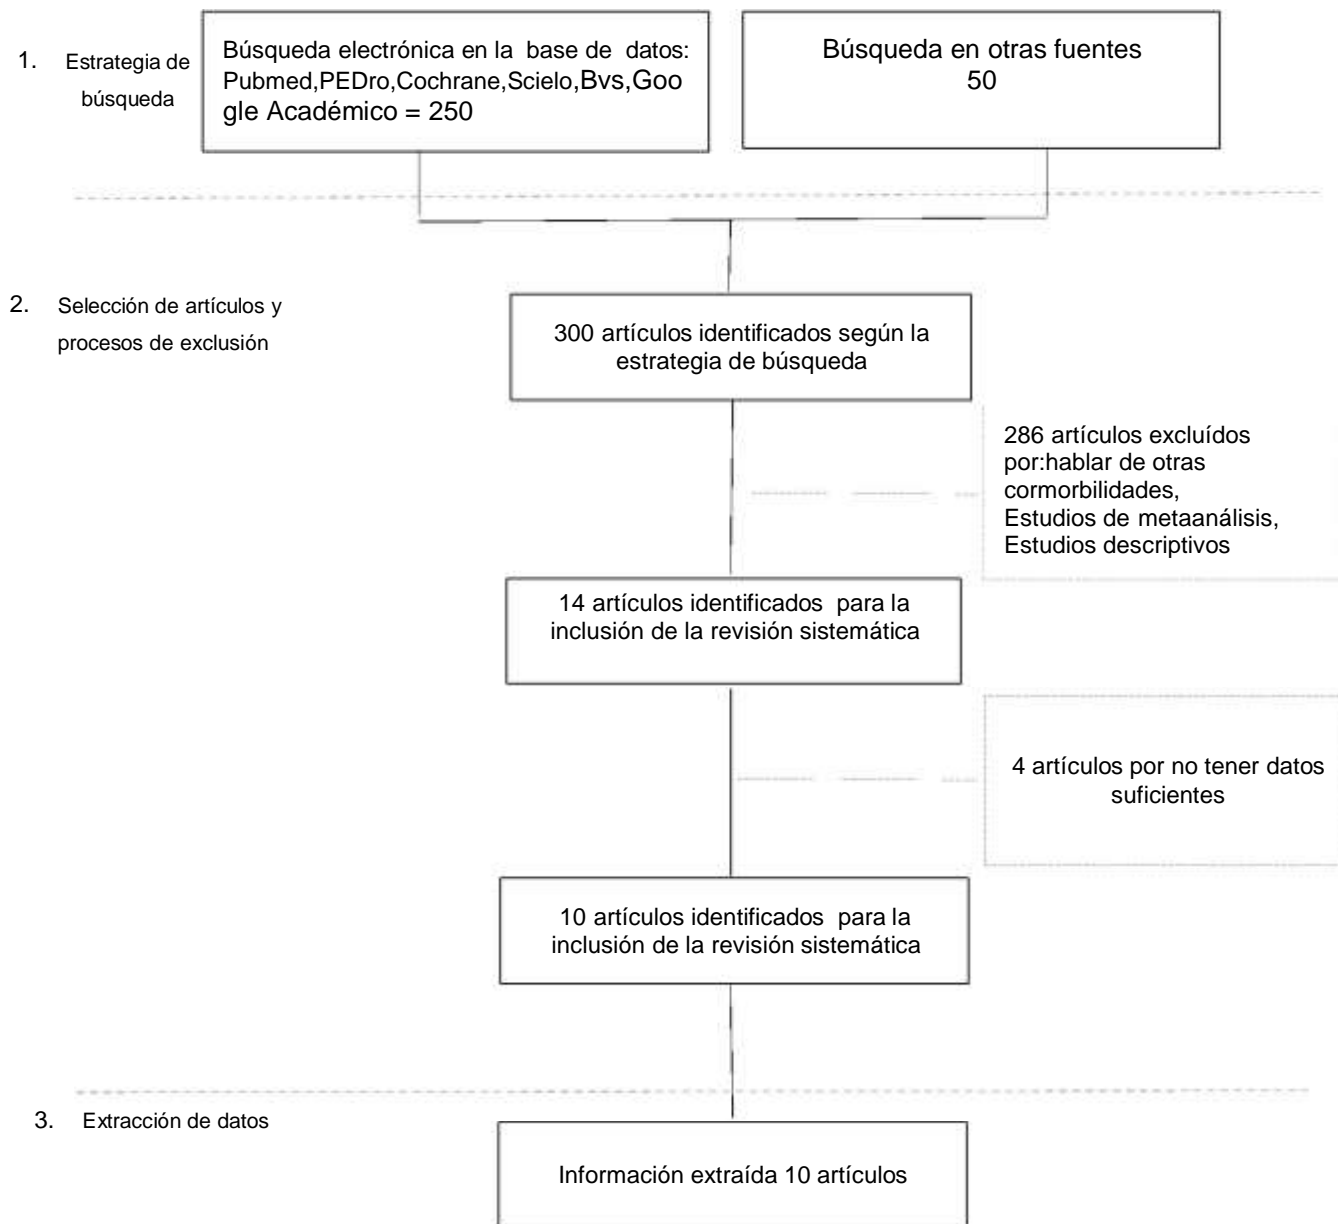 1. Estrategia de
búsqueda
Búsqueda electrónica en la base de datos:
Pubmed,PEDro,Cochrane,Scielo,Bvs,Goo
gle Académico = 250
Búsqueda en otras fuentes
50
2. Selección de artículos y
procesos de exclusión
300 artículos identificados según la
estrategia de búsqueda
286 artículos excluídos
por:hablar de otras
cormorbilidades,
Estudios de metaanálisis,
Estudios descriptivos
14 artículos identificados para la
inclusión de la revisión sistemática
4 artículos por no tener datos
suficientes
10 artículos identificados para la
inclusión de la revisión sistemática
3. Extracción de datos
Información extraída 10 artículos